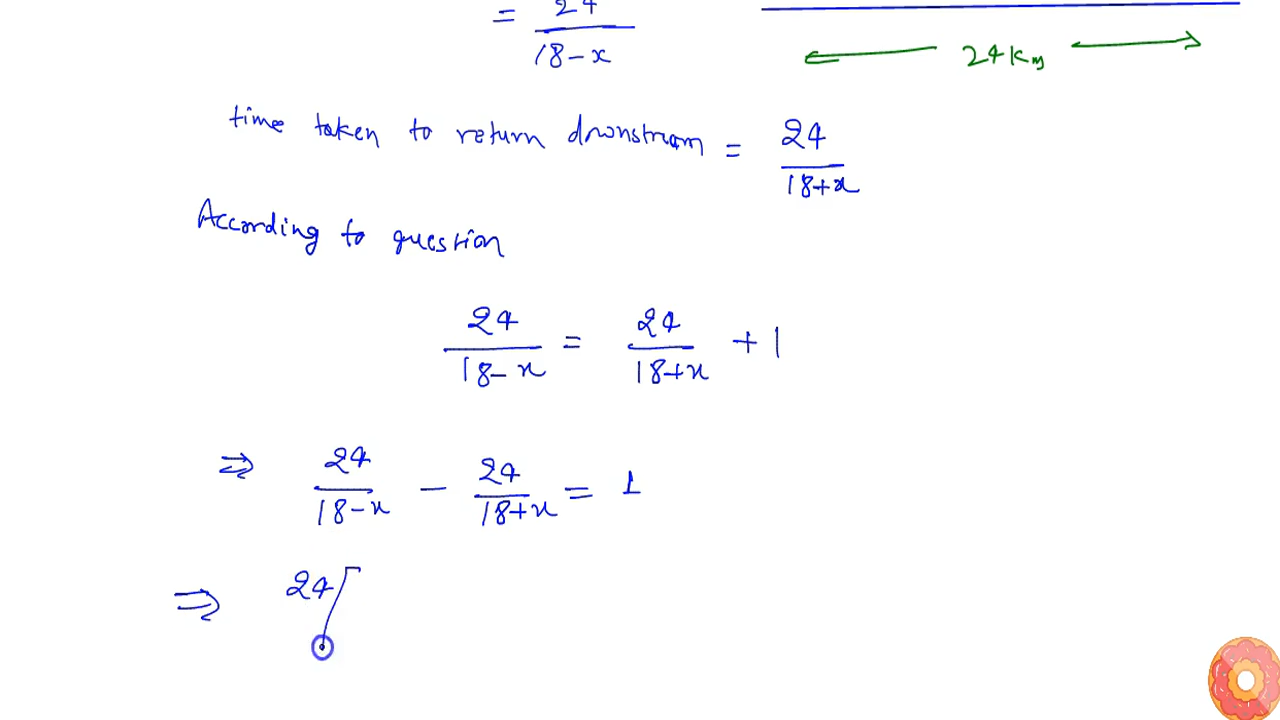 = 24/(18-x)
24 Km
time taken to return downstream = 24/(18+x)
According to question
24/(18-x) = 24/(18+x) + 1
⇒ 24/(18-x) - 24/(18+x) = 1
⇒ 24[